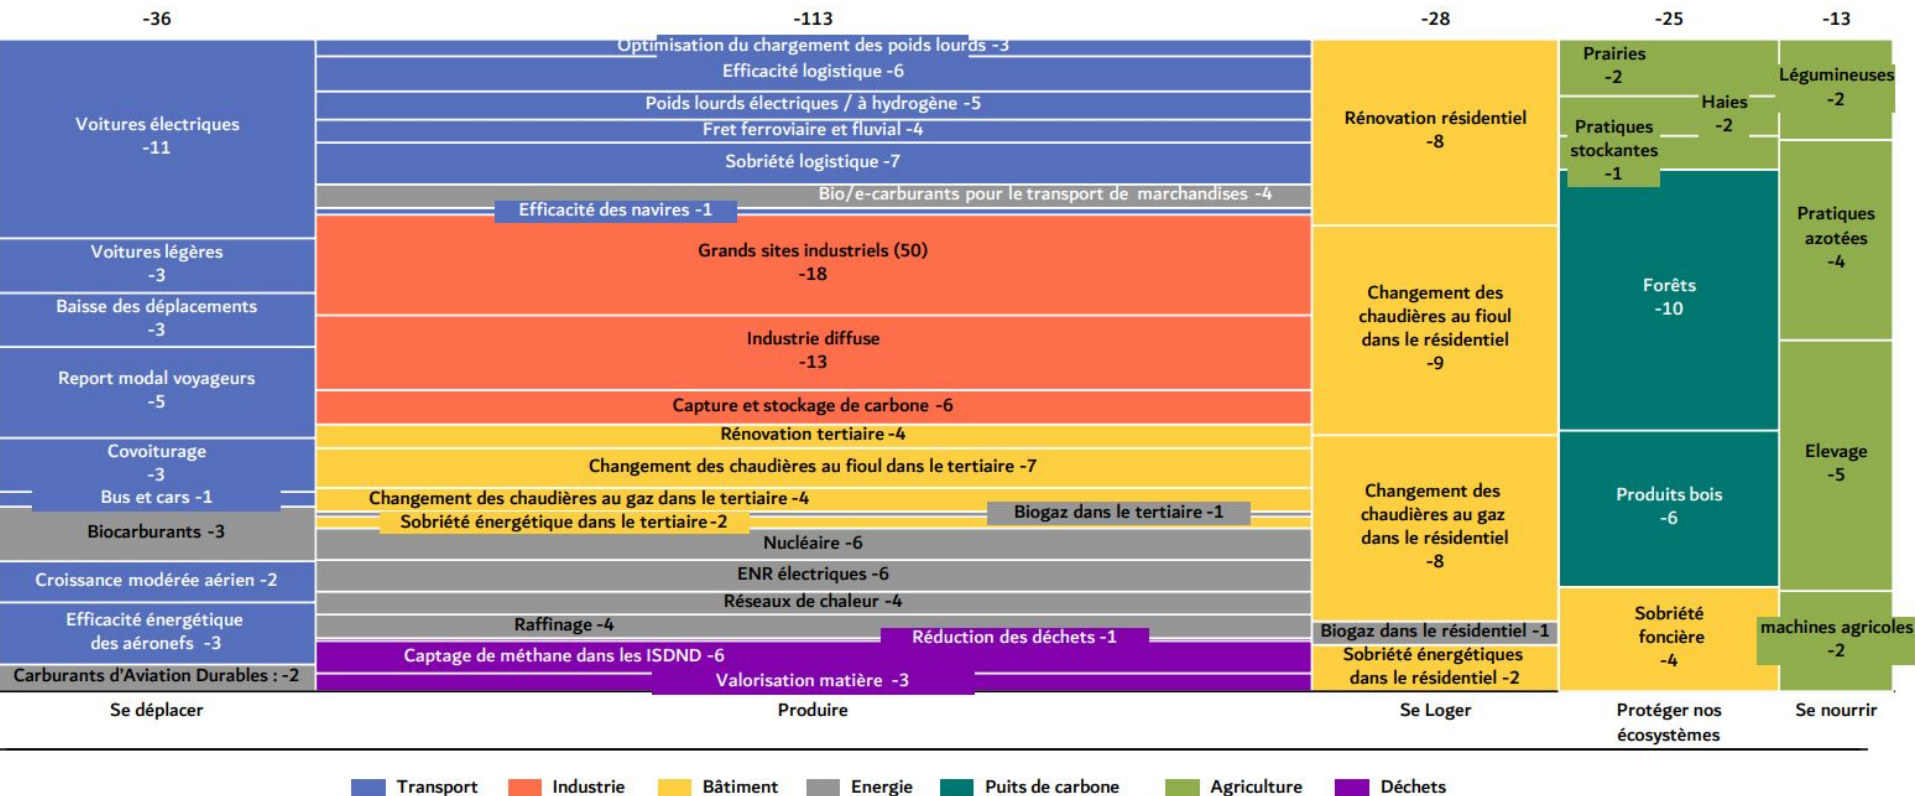 -36
-113
-28
-25
-13
Voitures électriques
-11
Voitures légères
-3
Baisse des déplacements
-3
Report modal voyageurs
-5
Covoiturage
-3
Bus et cars -1
Biocarburants -3
Croissance modérée aérien -2
Efficacité énergétique
des aéronefs -3
Carburants d'Aviation Durables : -2
Optimisation du chargement des poids lourds -3
Efficacité logistique -6
Poids lourds électriques / à hydrogène -5
Fret ferroviaire et fluvial -4
Sobriété logistique -7
Bio/e-carburants pour le transport de marchandises -4
Efficacité des navires -1
Grands sites industriels (50)
-18
Industrie diffuse
-13
Capture et stockage de carbone -6
Rénovation tertiaire -4
Changement des chaudières au fioul dans le tertiaire -7
Changement des chaudières au gaz dans le tertiaire -4
Biogaz dans le tertiaire -1
Sobriété énergétique dans le tertiaire -2
Nucléaire -6
ENR électriques -6
Réseaux de chaleur -4
Raffinage -4
Réduction des déchets -1
Captage de méthane dans les ISDND -6
Valorisation matière -3
Rénovation résidentiel
-8
Changement des
chaudières au fioul
dans le résidentiel
-9
Changement des
chaudières au gaz
dans le résidentiel
-8
Biogaz dans le résidentiel -1
Sobriété énergétiques
dans le résidentiel -2
Prairies
-2
Haies
-2
Pratiques
stockantes
-1
Forêts
-10
Produits bois
-6
Sobriété
foncière
-4
Légumineuses
-2
Pratiques
azotées
-4
Elevage
-5
machines agricoles
-2
Se déplacer
Produire
Se Loger
Protéger nos
écosystèmes
Se nourrir
Transport
Industrie
Bâtiment
Energie
Puits de carbone
Agriculture
Déchets